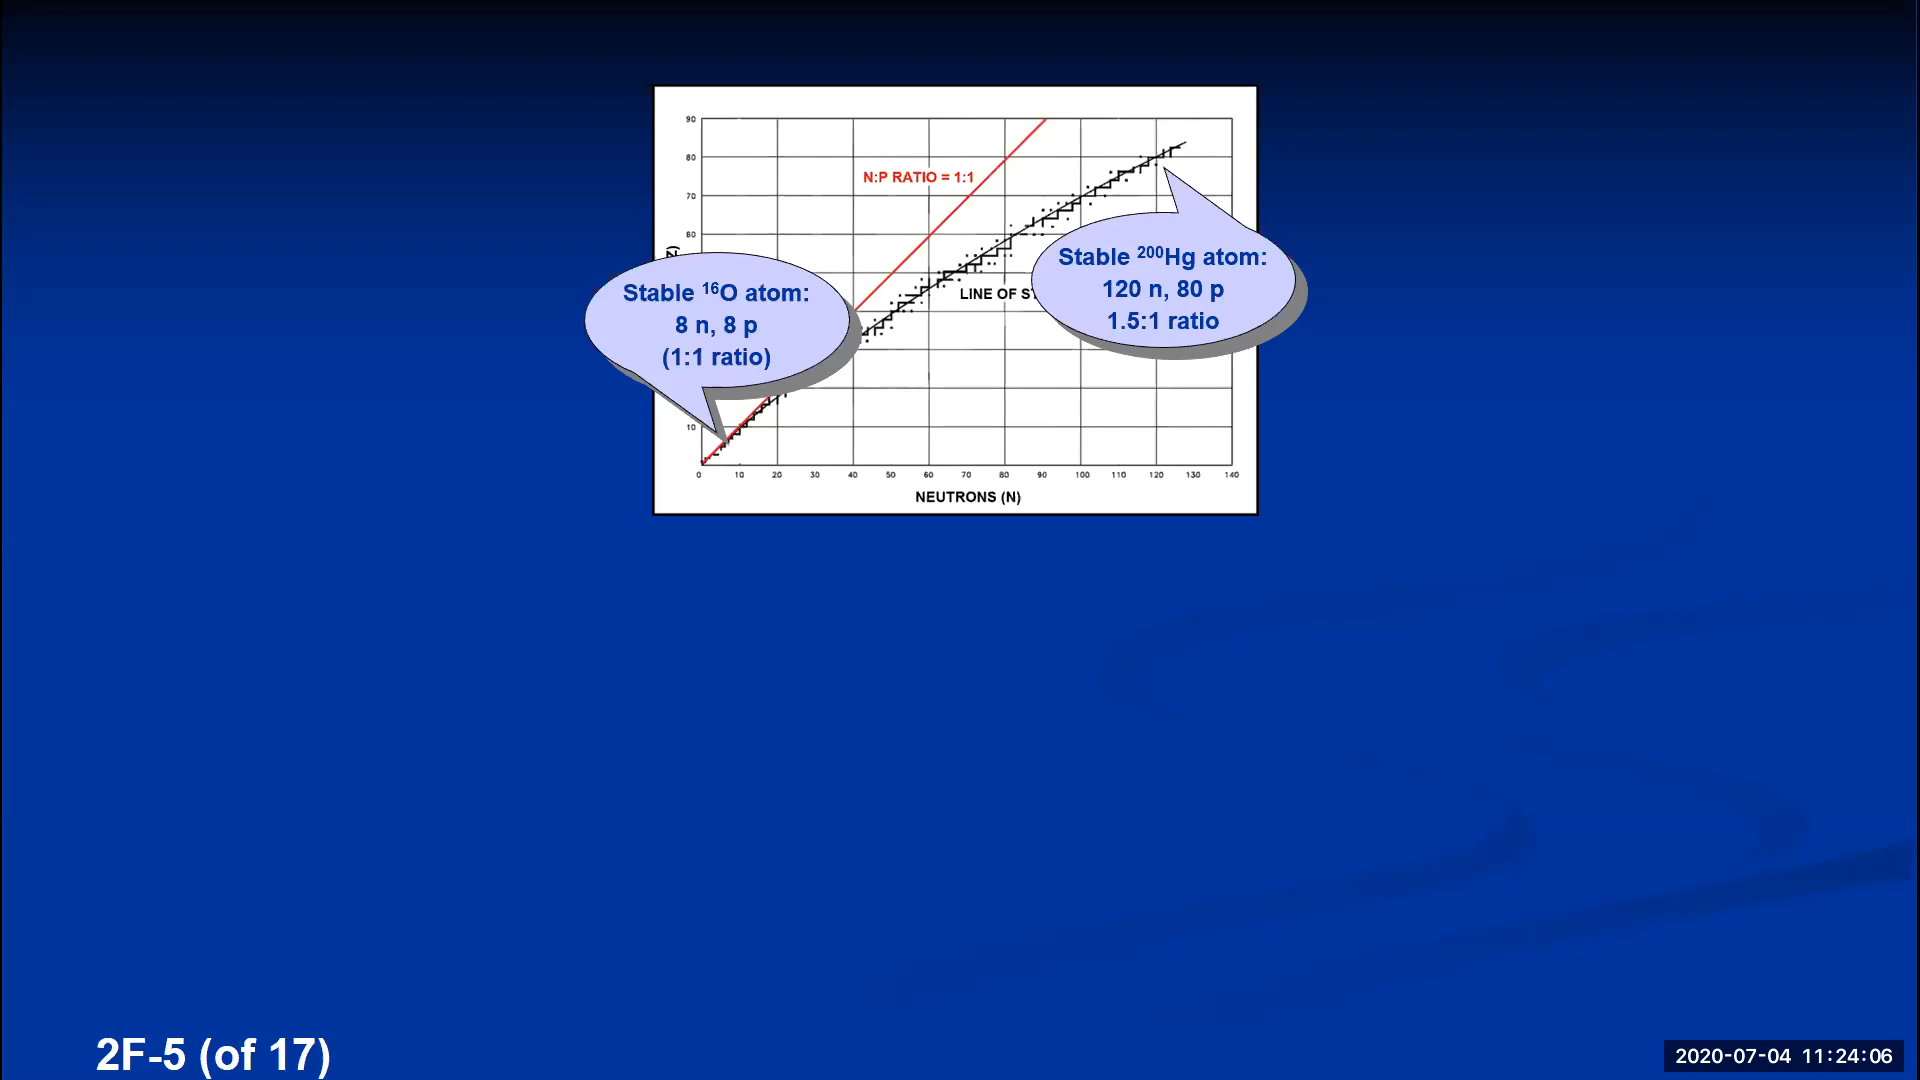 90
80
N:P RATIO = 1:1
70
60
Stable ²⁰⁰Hg atom:
120 n, 80 p
1.5:1 ratio
LINE OF
Stable ¹⁶O atom:
8 n, 8 p
(1:1 ratio)
10
0 10 20 30 40 50 60 70 80 90 100 110 120 130 140
NEUTRONS (N)
2F-5 (of 17)
2020-07-04 11:24:06